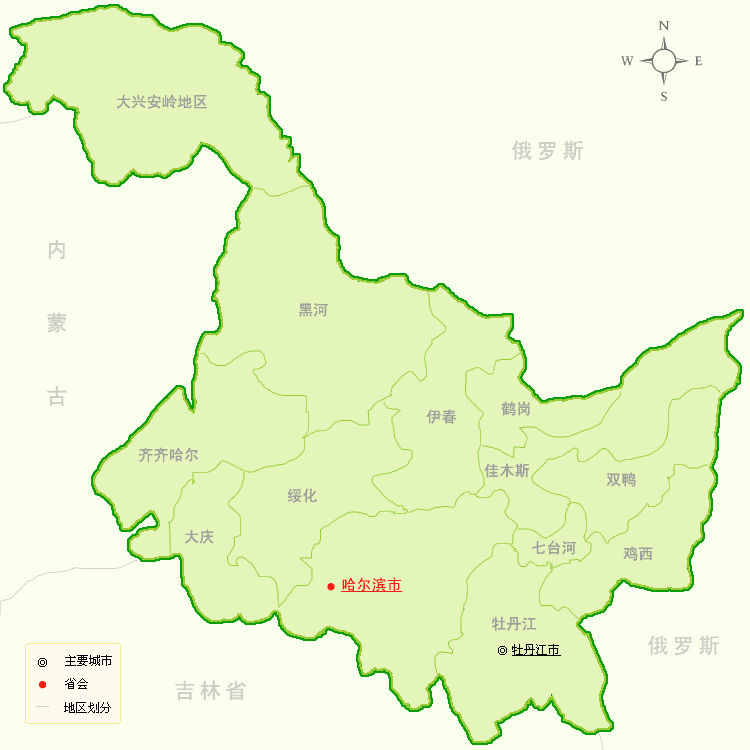 N
W E
S
大兴安岭地区
俄罗斯
内
蒙
古
黑河
伊春
鹤岗
齐齐哈尔
佳木斯
双鸭
绥化
大庆
七台河
鸡西
哈尔滨市
牡丹江
牡丹江市
俄罗斯
吉林省
主要城市
省会
地区划分